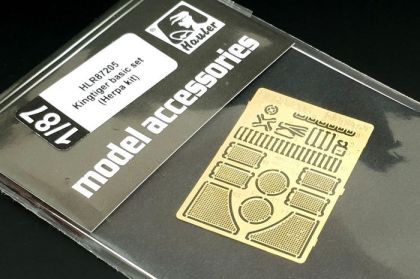 Hauler
HLR87205
Kingtiger basic set
(Herpa kit)
1/87
model accessories